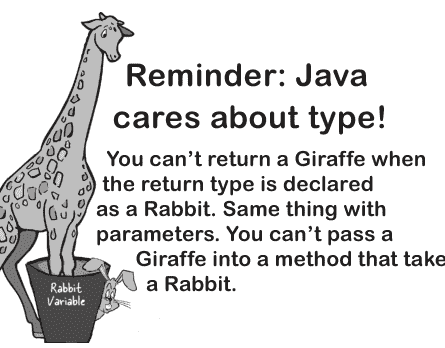 Reminder: Java
cares about type!
You can't return a Giraffe when
the return type is declared
as a Rabbit. Same thing with
parameters. You can't pass a
Giraffe into a method that take
a Rabbit.
Rabbit
Variable